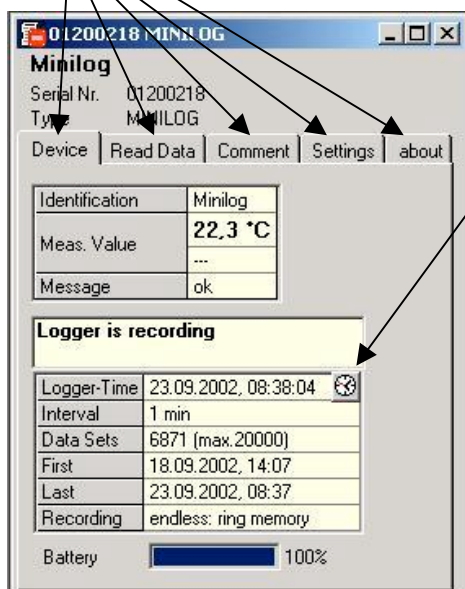 01200218 MINILOG
Minilog
Serial Nr. 01200218
Type MINILOG
Device Read Data Comment Settings about
Identification Minilog
Meas. Value 22,3 °C
---
Message ok
Logger is recording
Logger-Time 23.09.2002, 08:38:04
Interval 1 min
Data Sets 6871 (max.20000)
First 18.09.2002, 14:07
Last 23.09.2002, 08:37
Recording endless: ring memory
Battery 100%